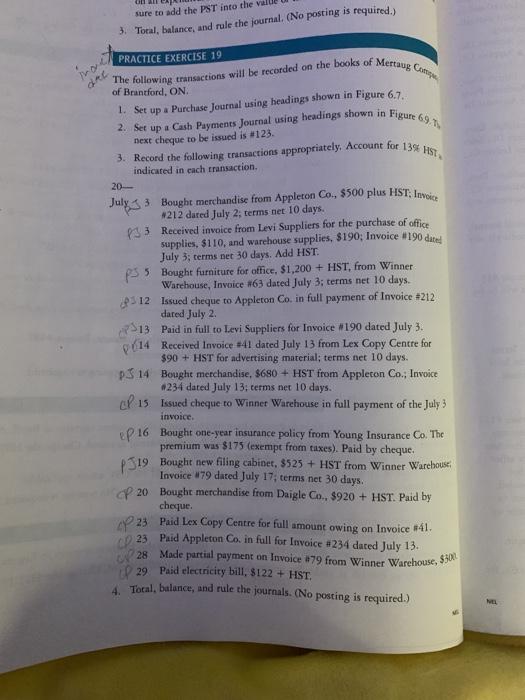 sure to add the PST into the
3. Total, balance, and rule the journal. (No posting is required.)
PRACTICE EXERCISE 19
The following transactions will be recorded on the books of Mertaug
of Brantford, ON.
1. Set up a Purchase Journal using headings shown in Figure 6.7.
2. Set up a Cash Payments Journal using headings shown in Figure 6.9.
next cheque to be issued is #123.
3. Record the following transactions appropriately. Account for 13% HST
indicated in each transaction.
20—
July PJ 3 Bought merchandise from Appleton Co., $500 plus HST; Invoice
#212 dated July 2; terms net 10 days.
PJ 3 Received invoice from Levi Suppliers for the purchase of office
supplies, $110, and warehouse supplies, $190; Invoice #190 dated
July 3; terms net 30 days. Add HST.
PJ 5 Bought furniture for office, $1,200 + HST, from Winner
Warehouse, Invoice #63 dated July 3; terms net 10 days.
12 Issued cheque to Appleton Co. in full payment of Invoice #212
dated July 2.
13 Paid in full to Levi Suppliers for Invoice #190 dated July 3.
14 Received Invoice #41 dated July 13 from Lex Copy Centre for
$90 + HST for advertising material; terms net 10 days.
PJ 14 Bought merchandise, $680 + HST from Appleton Co.; Invoice
#234 dated July 13; terms net 10 days.
CP 15 Issued cheque to Winner Warehouse in full payment of the July 3
invoice.
CP 16 Bought one-year insurance policy from Young Insurance Co. The
premium was $175 (exempt from taxes). Paid by cheque.
PJ 19 Bought new filing cabinet, $525 + HST from Winner Warehouse;
Invoice #79 dated July 17; terms net 30 days.
CP 20 Bought merchandise from Daigle Co., $920 + HST. Paid by
cheque.
CP 23 Paid Lex Copy Centre for full amount owing on Invoice #41.
CP 23 Paid Appleton Co. in full for Invoice #234 dated July 13.
CP 28 Made partial payment on Invoice #79 from Winner Warehouse, $300.
CP 29 Paid electricity bill, $122 + HST.
4. Total, balance, and rule the journals. (No posting is required.)
NEL